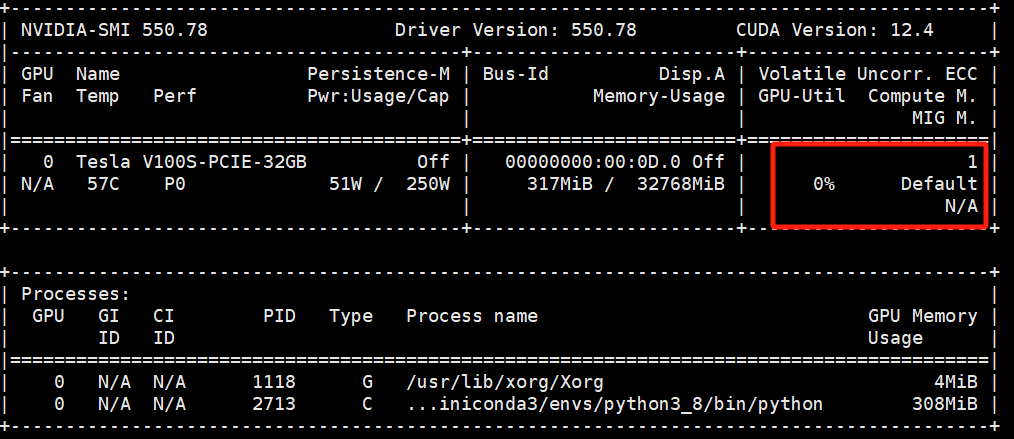 +-----------------------------------------------------------------------------------------+
| NVIDIA-SMI 550.78                 Driver Version: 550.78         CUDA Version: 12.4     |
|-----------------------------------------+------------------------+----------------------+
| GPU  Name                 Persistence-M | Bus-Id          Disp.A | Volatile Uncorr. ECC |
| Fan  Temp   Perf          Pwr:Usage/Cap |           Memory-Usage | GPU-Util  Compute M. |
|                                         |                        |               MIG M. |
|=========================================+========================+======================|
|   0  Tesla V100S-PCIE-32GB          Off |   00000000:00:0D.0 Off |                    1 |
| N/A   57C    P0             51W /  250W |     317MiB /  32768MiB |      0%      Default |
|                                         |                        |                  N/A |
+-----------------------------------------+------------------------+----------------------+
+-----------------------------------------------------------------------------------------+
| Processes:                                                                              |
|  GPU   GI   CI        PID   Type   Process name                              GPU Memory |
|        ID   ID                                                               Usage      |
|=========================================================================================|
|    0   N/A  N/A      1118      G   /usr/lib/xorg/Xorg                              4MiB |
|    0   N/A  N/A      2713      C   ...iniconda3/envs/python3_8/bin/python        308MiB |
+-----------------------------------------------------------------------------------------+